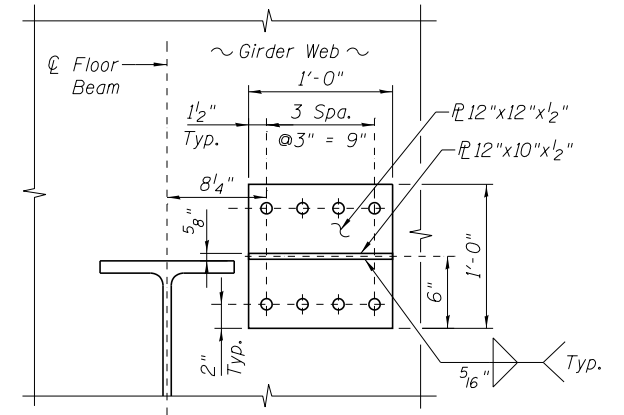 ~ Girder Web ~
℄ Floor
Beam
1'-0"
1½"
Typ.
3 Spa.
@3" = 9"
⅊ 12"x12"x½"
⅊ 12"x10"x½"
8¼"
⅝"
1'-0"
6"
2"
Typ.
5⁄16"
Typ.